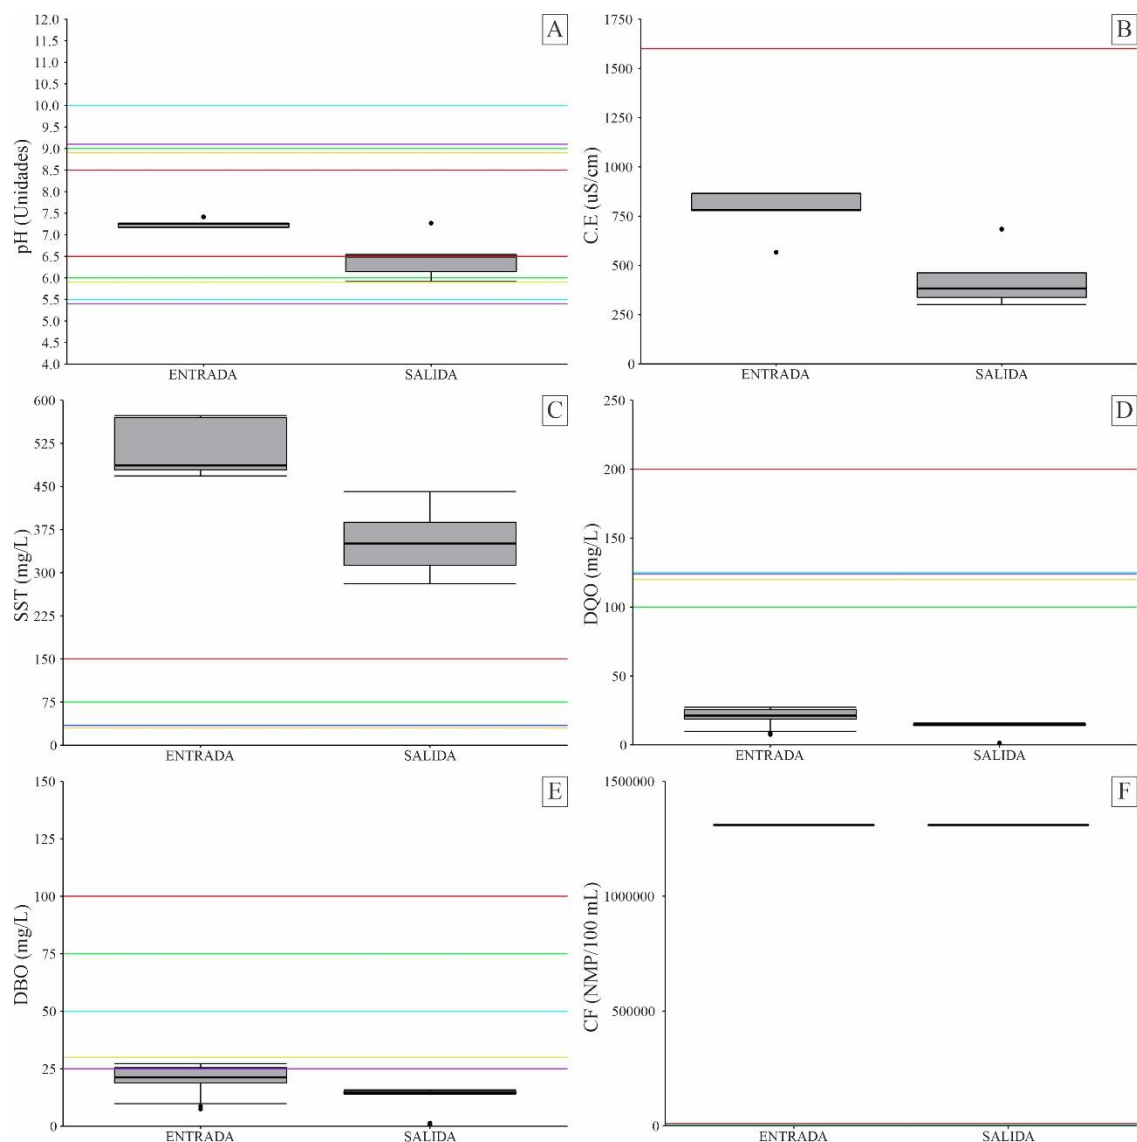 A
pH (Unidades)
12.0
11.5
11.0
10.5
10.0
9.5
9.0
8.5
8.0
7.5
7.0
6.5
6.0
5.5
5.0
4.5
4.0
ENTRADA SALIDA
B
C.E (uS/cm)
1750
1500
1250
1000
750
500
250
0
ENTRADA SALIDA
C
SST (mg/L)
600
525
450
375
300
225
150
75
0
ENTRADA SALIDA
D
DQO (mg/L)
250
200
150
100
50
0
ENTRADA SALIDA
E
DBO (mg/L)
150
125
100
75
50
25
0
ENTRADA SALIDA
F
CF (NMP/100 mL)
1500000
1000000
500000
0
ENTRADA SALIDA